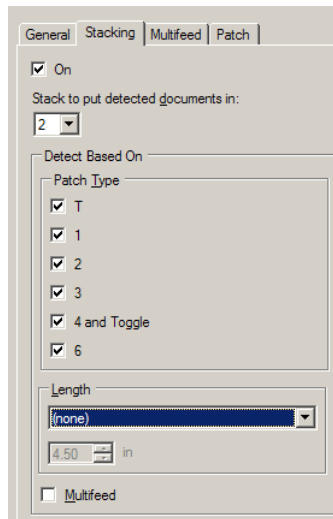 General Stacking Multifeed Patch
On
Stack to put detected documents in:
2
Detect Based On
Patch Type
T
1
2
3
4 and Toggle
6
Length
(none)
4.50 in
Multifeed